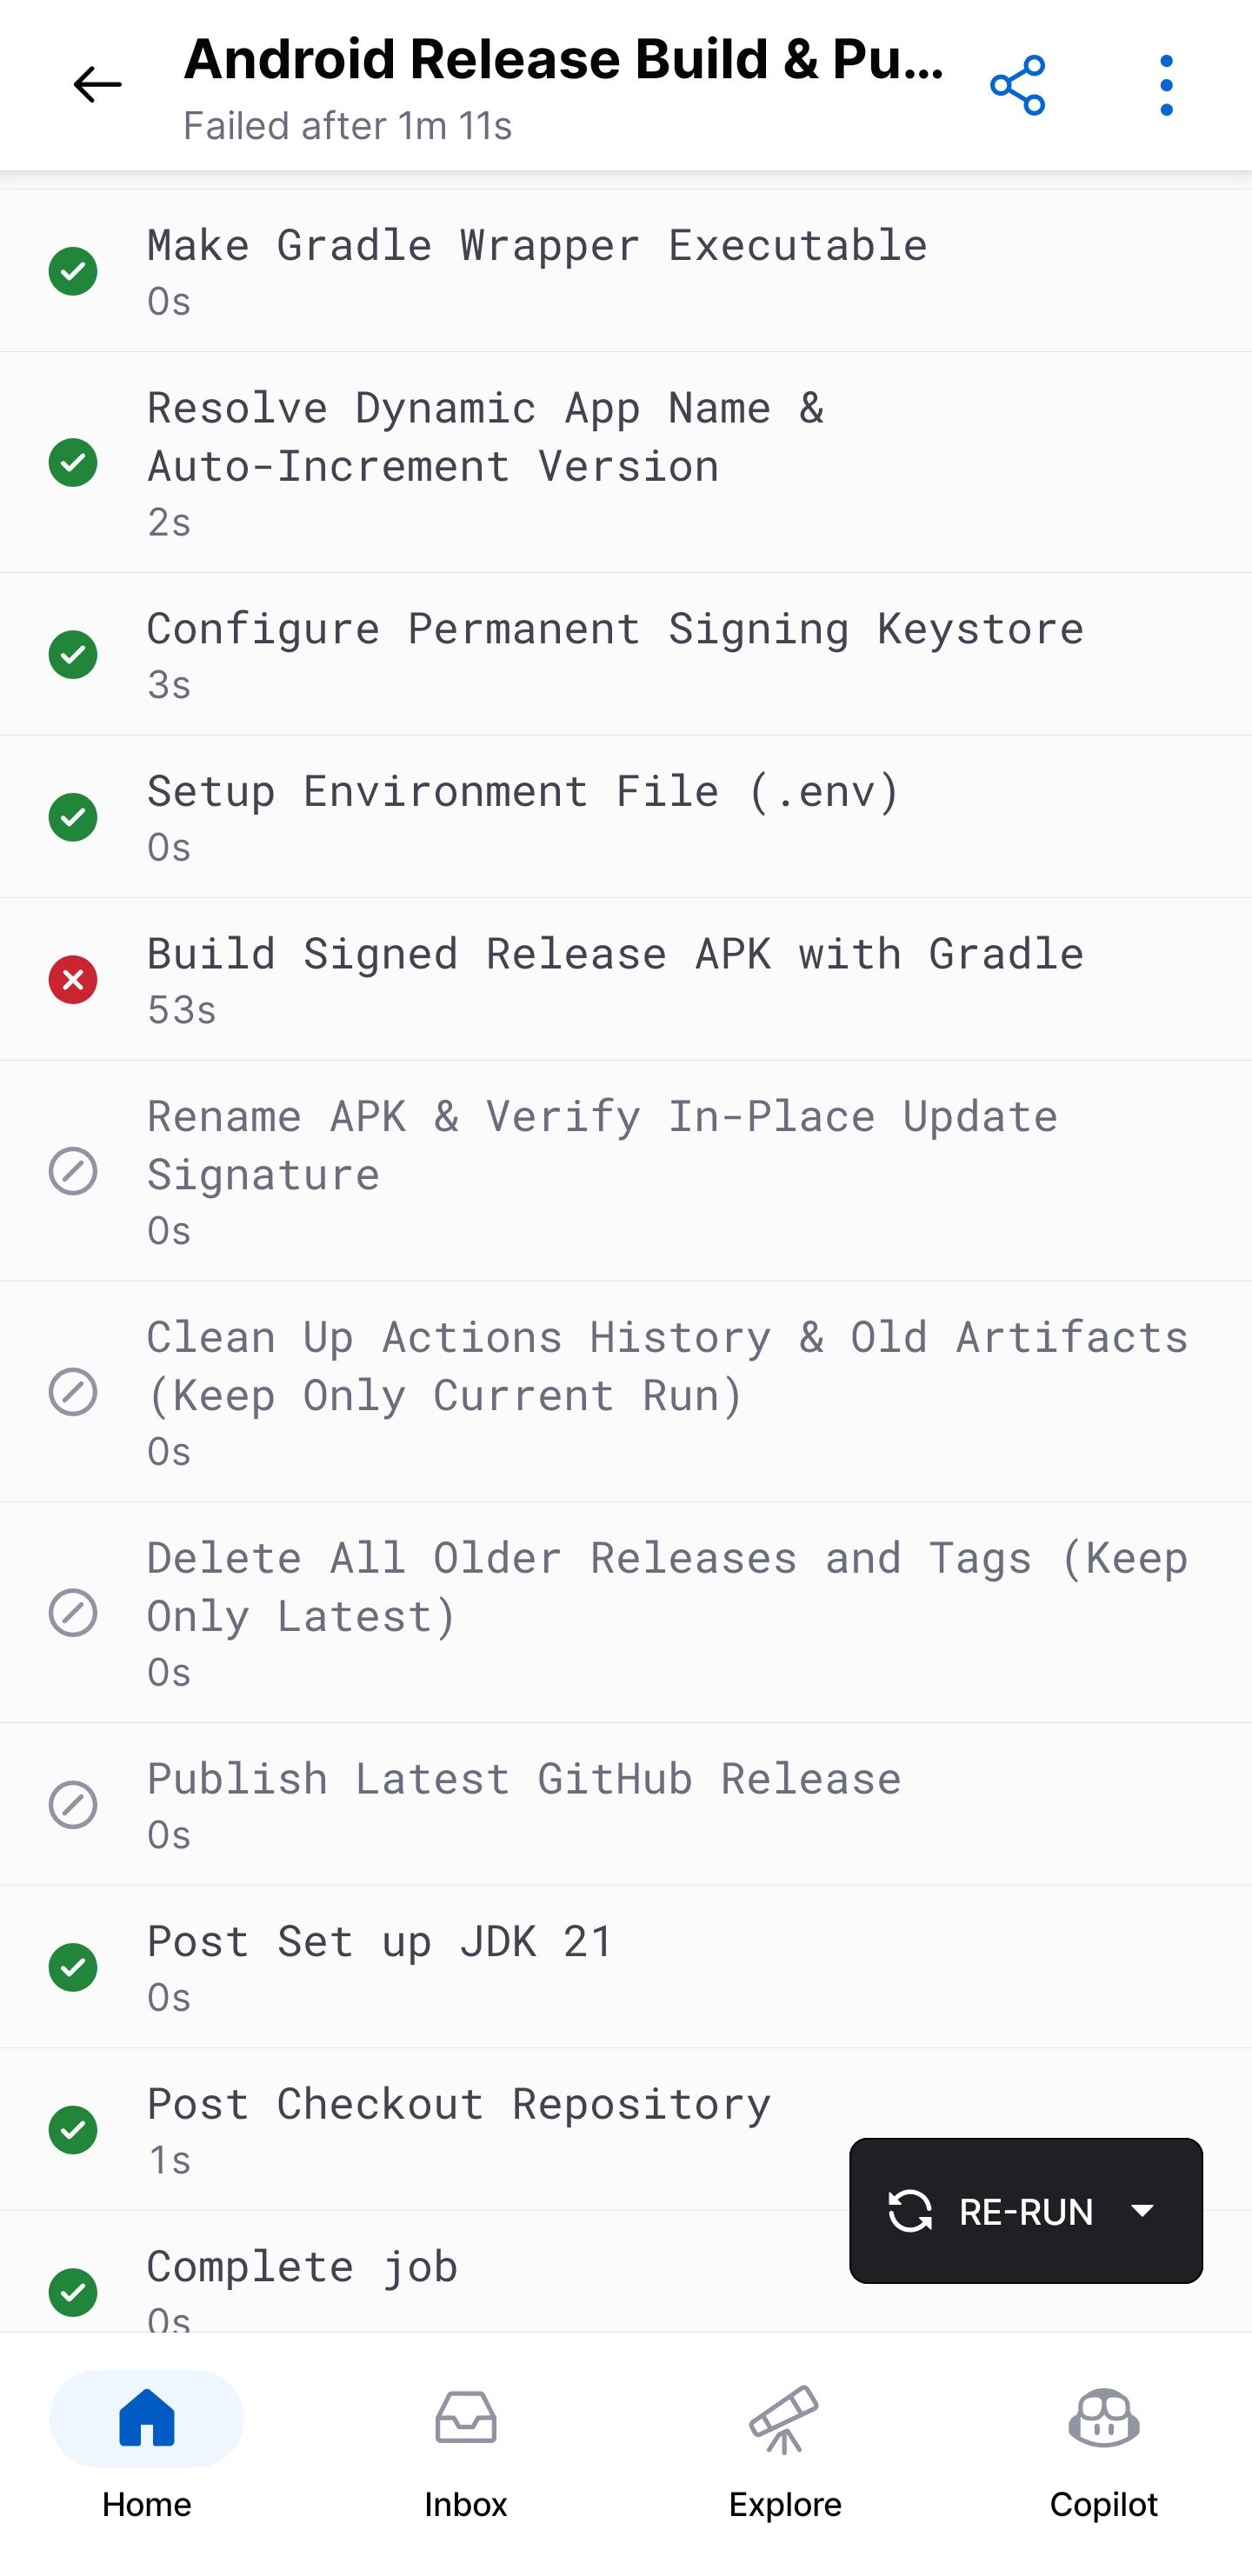 Android Release Build & Pu...
Failed after 1m 11s
Make Gradle Wrapper Executable
0s
Resolve Dynamic App Name &
Auto-Increment Version
2s
Configure Permanent Signing Keystore
3s
Setup Environment File (.env)
0s
Build Signed Release APK with Gradle
53s
Rename APK & Verify In-Place Update
Signature
0s
Clean Up Actions History & Old Artifacts
(Keep Only Current Run)
0s
Delete All Older Releases and Tags (Keep
Only Latest)
0s
Publish Latest GitHub Release
0s
Post Set up JDK 21
0s
Post Checkout Repository
1s
RE-RUN
Complete job
0s
Home
Inbox
Explore
Copilot